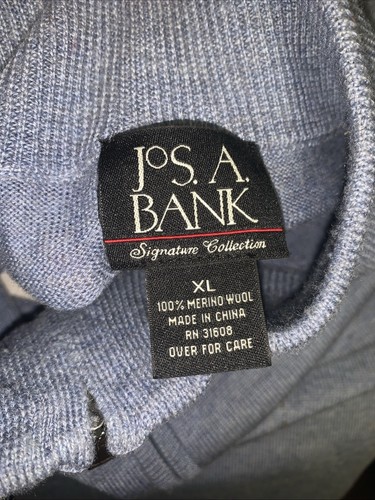 JoS. A.
BANK
Signature Collection
XL
100% MERINO WOOL
MADE IN CHINA
RN 31608
OVER FOR CARE